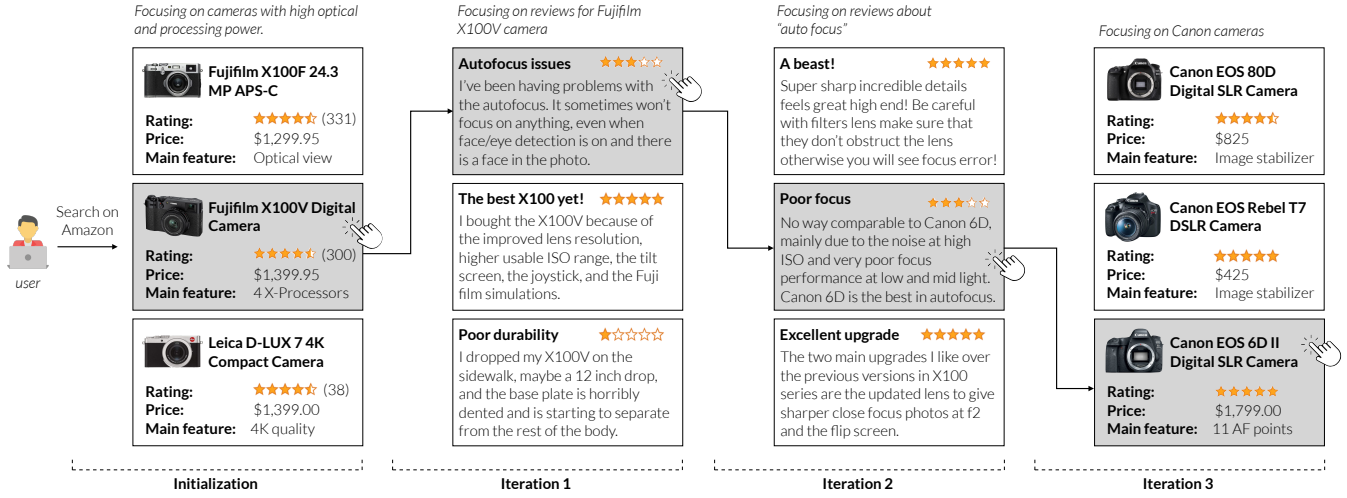 Focusing on cameras with high optical
and processing power.
Fujifilm X100F 24.3
MP APS-C
Rating: (331)
Price: $1,299.95
Main feature: Optical view
Search on
Amazon
user
Fujifilm X100V Digital
Camera
Rating: (300)
Price: $1,399.95
Main feature: 4 X-Processors
Leica D-LUX 7 4K
Compact Camera
Rating: (38)
Price: $1,399.00
Main feature: 4K quality
Initialization
Focusing on reviews for Fujifilm
X100V camera
Autofocus issues
I've been having problems with
the autofocus. It sometimes won't
focus on anything, even when
face/eye detection is on and there
is a face in the photo.
The best X100 yet!
I bought the X100V because of
the improved lens resolution,
higher usable ISO range, the tilt
screen, the joystick, and the Fuji
film simulations.
Poor durability
I dropped my X100V on the
sidewalk, maybe a 12 inch drop,
and the base plate is horribly
dented and is starting to separate
from the rest of the body.
Iteration 1
Focusing on reviews about
"auto focus"
A beast!
Super sharp incredible details
feels great high end! Be careful
with filters lens make sure that
they don't obstruct the lens
otherwise you will see focus error!
Poor focus
No way comparable to Canon 6D,
mainly due to the noise at high
ISO and very poor focus
performance at low and mid light.
Canon 6D is the best in autofocus.
Excellent upgrade
The two main upgrades I like over
the previous versions in X100
series are the updated lens to give
sharper close focus photos at f2
and the flip screen.
Iteration 2
Focusing on Canon cameras
Canon EOS 80D
Digital SLR Camera
Rating:
Price: $825
Main feature: Image stabilizer
Canon EOS Rebel T7
DSLR Camera
Rating:
Price: $425
Main feature: Image stabilizer
Canon EOS 6D II
Digital SLR Camera
Rating:
Price: $1,799.00
Main feature: 11 AF points
Iteration 3